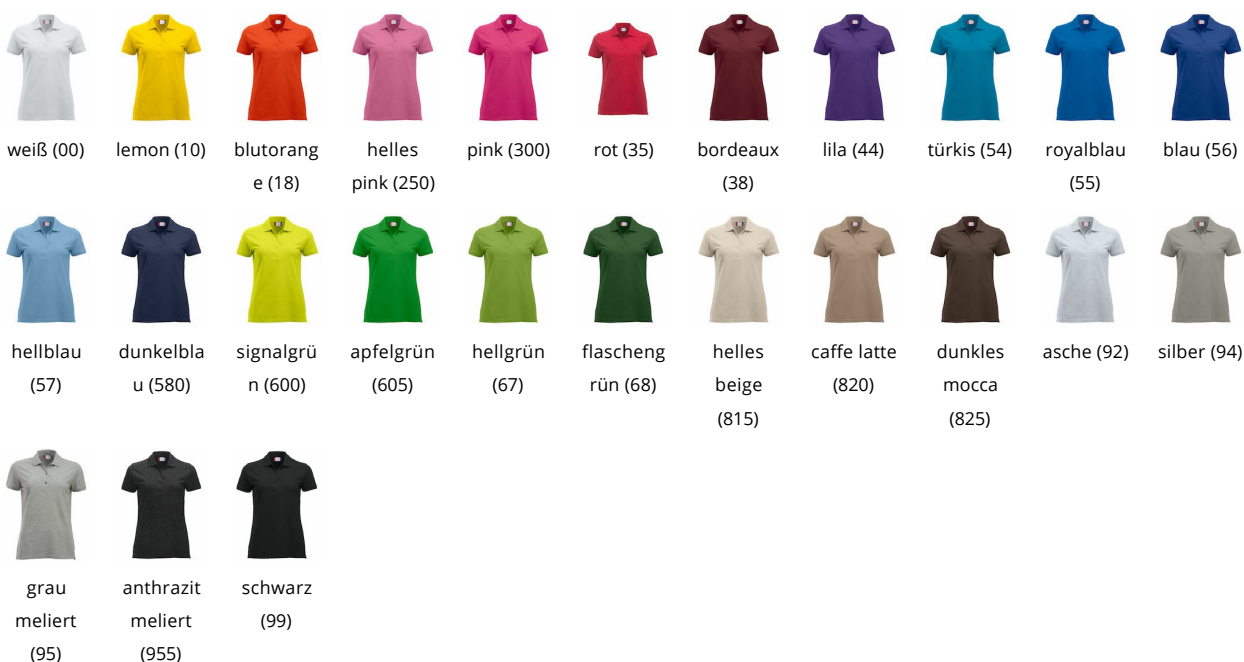 weiß (00) lemon (10) blutorang helles pink (300) rot (35) bordeaux lila (44) türkis (54) royalblau blau (56)
e (18) pink (250) (38) (55)
hellblau dunkelbla signalgrü apfelgrün hellgrün flascheng helles caffe latte dunkles asche (92) silber (94)
(57) u (580) n (600) (605) (67) rün (68) beige (820) mocca
(815) (825)
grau anthrazit schwarz
meliert meliert (99)
(95) (955)